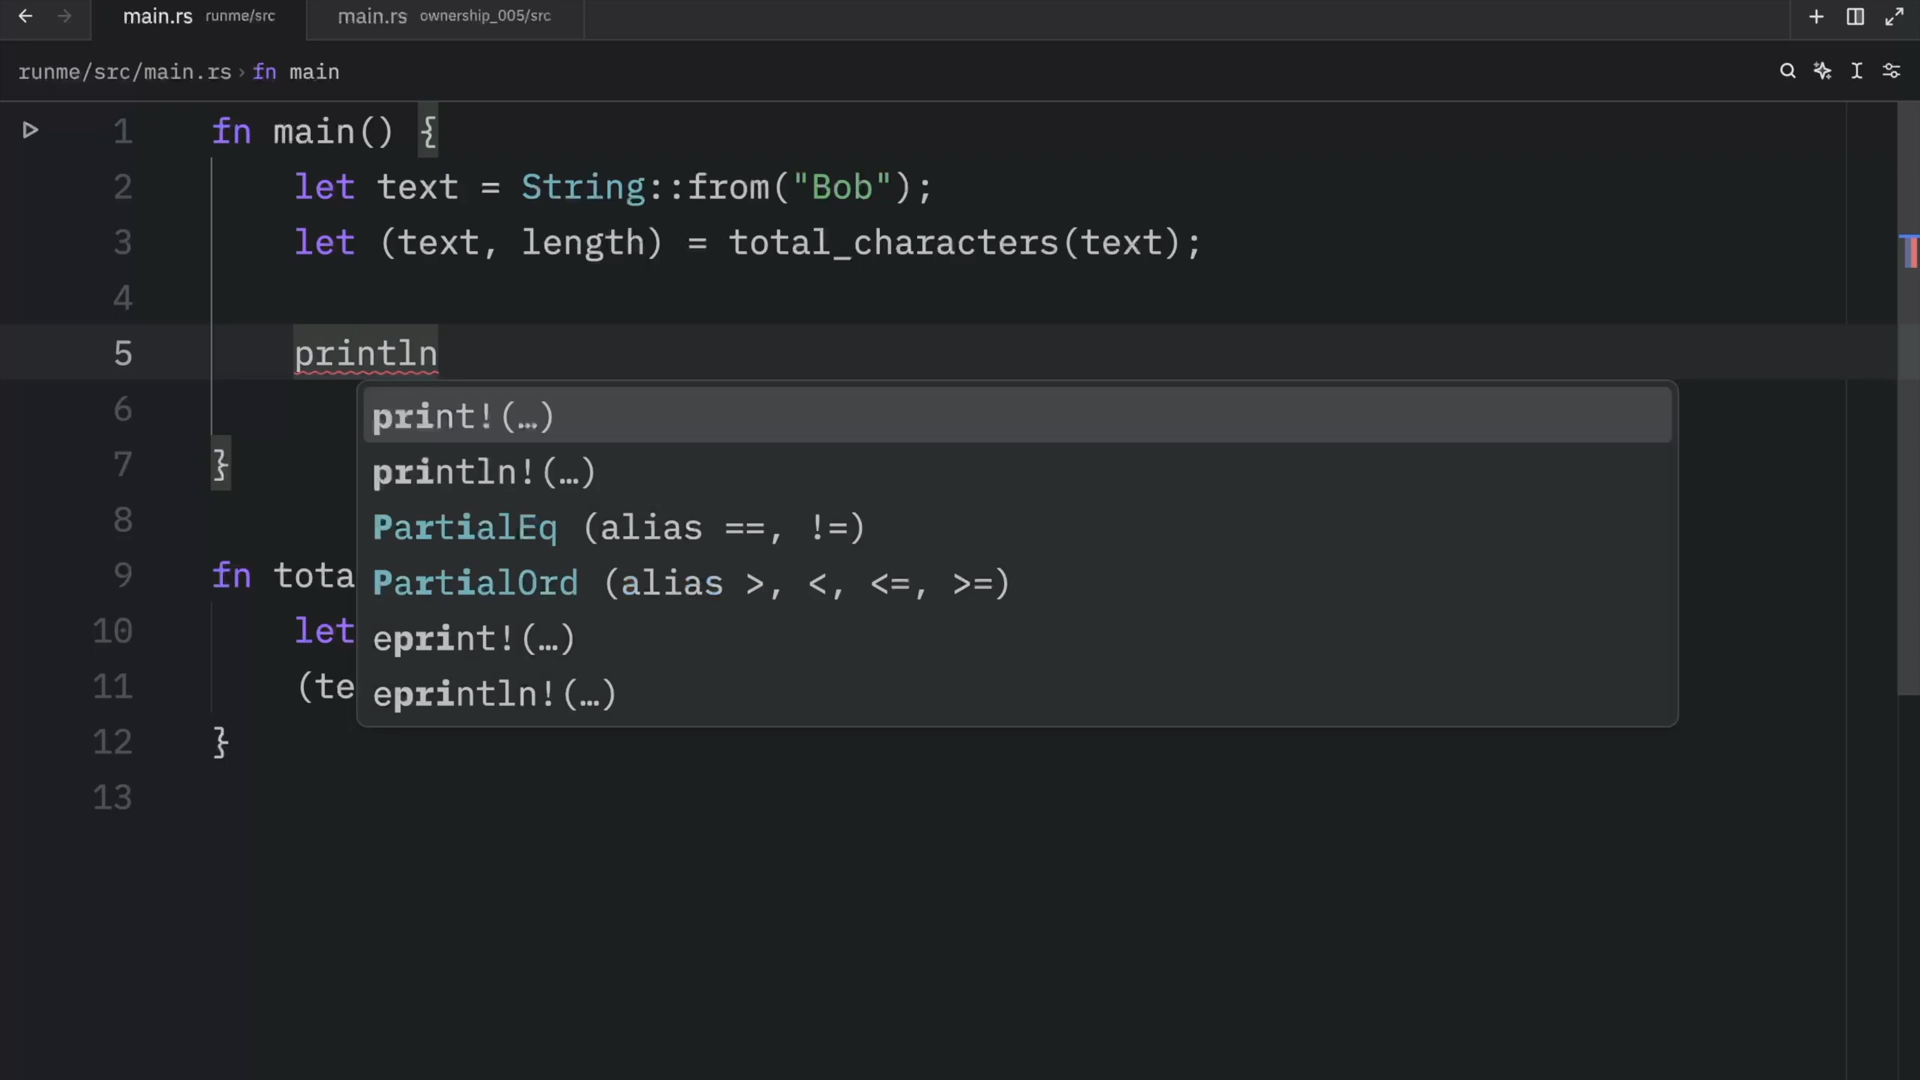 main.rs runme/src main.rs ownership_005/src
runme/src/main.rs › fn main
1 fn main() {
2 let text = String::from("Bob");
3 let (text, length) = total_characters(text);
4
5 println
6 print!(…)
println!(…)
7 }
8 PartialEq (alias ==, !=)
9 fn tota PartialOrd (alias >, <, <=, >=)
10 let eprint!(…)
11 (te eprintln!(…)
12 }
13